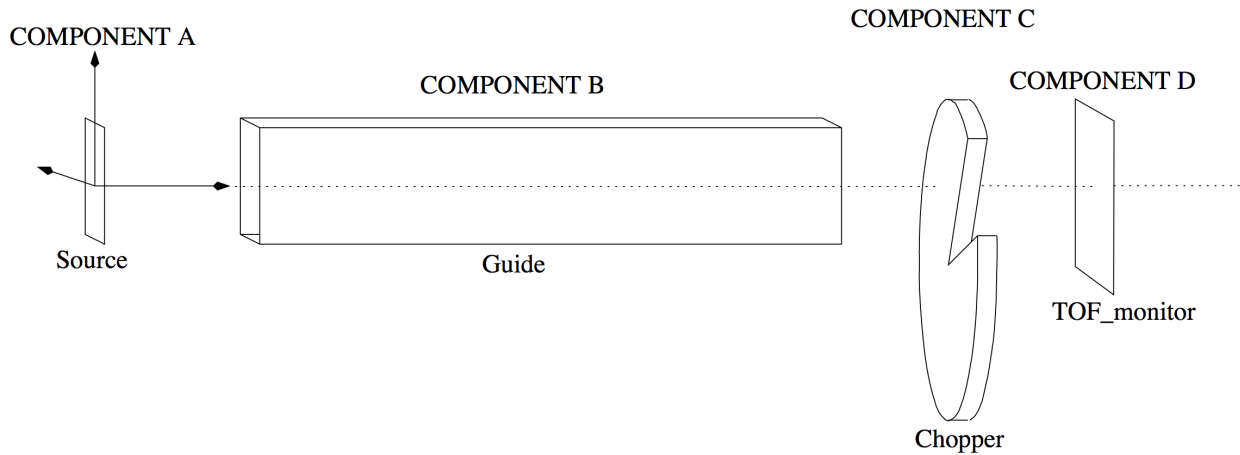 COMPONENT A
COMPONENT B
COMPONENT C
COMPONENT D
Source
Guide
Chopper
TOF_monitor